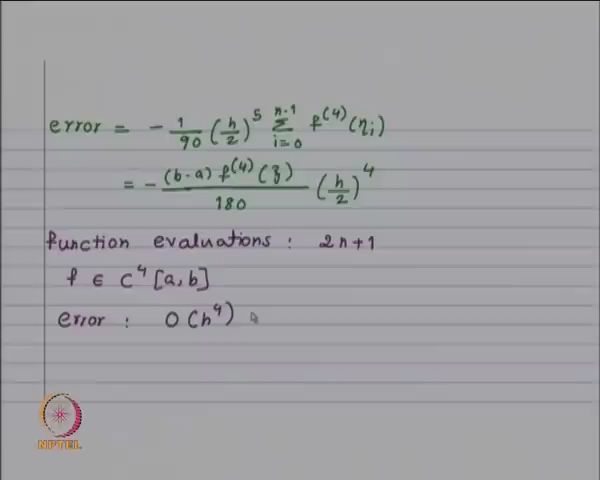 error = - 1/90 (h/2)^5 Σ_{i=0}^{n-1} f^(4)(η_i)
= - (b-a) f^(4)(ξ) / 180 (h/2)^4
function evaluations : 2n+1
f ∈ C^4 [a,b]
error : O(h^4)
NPTEL